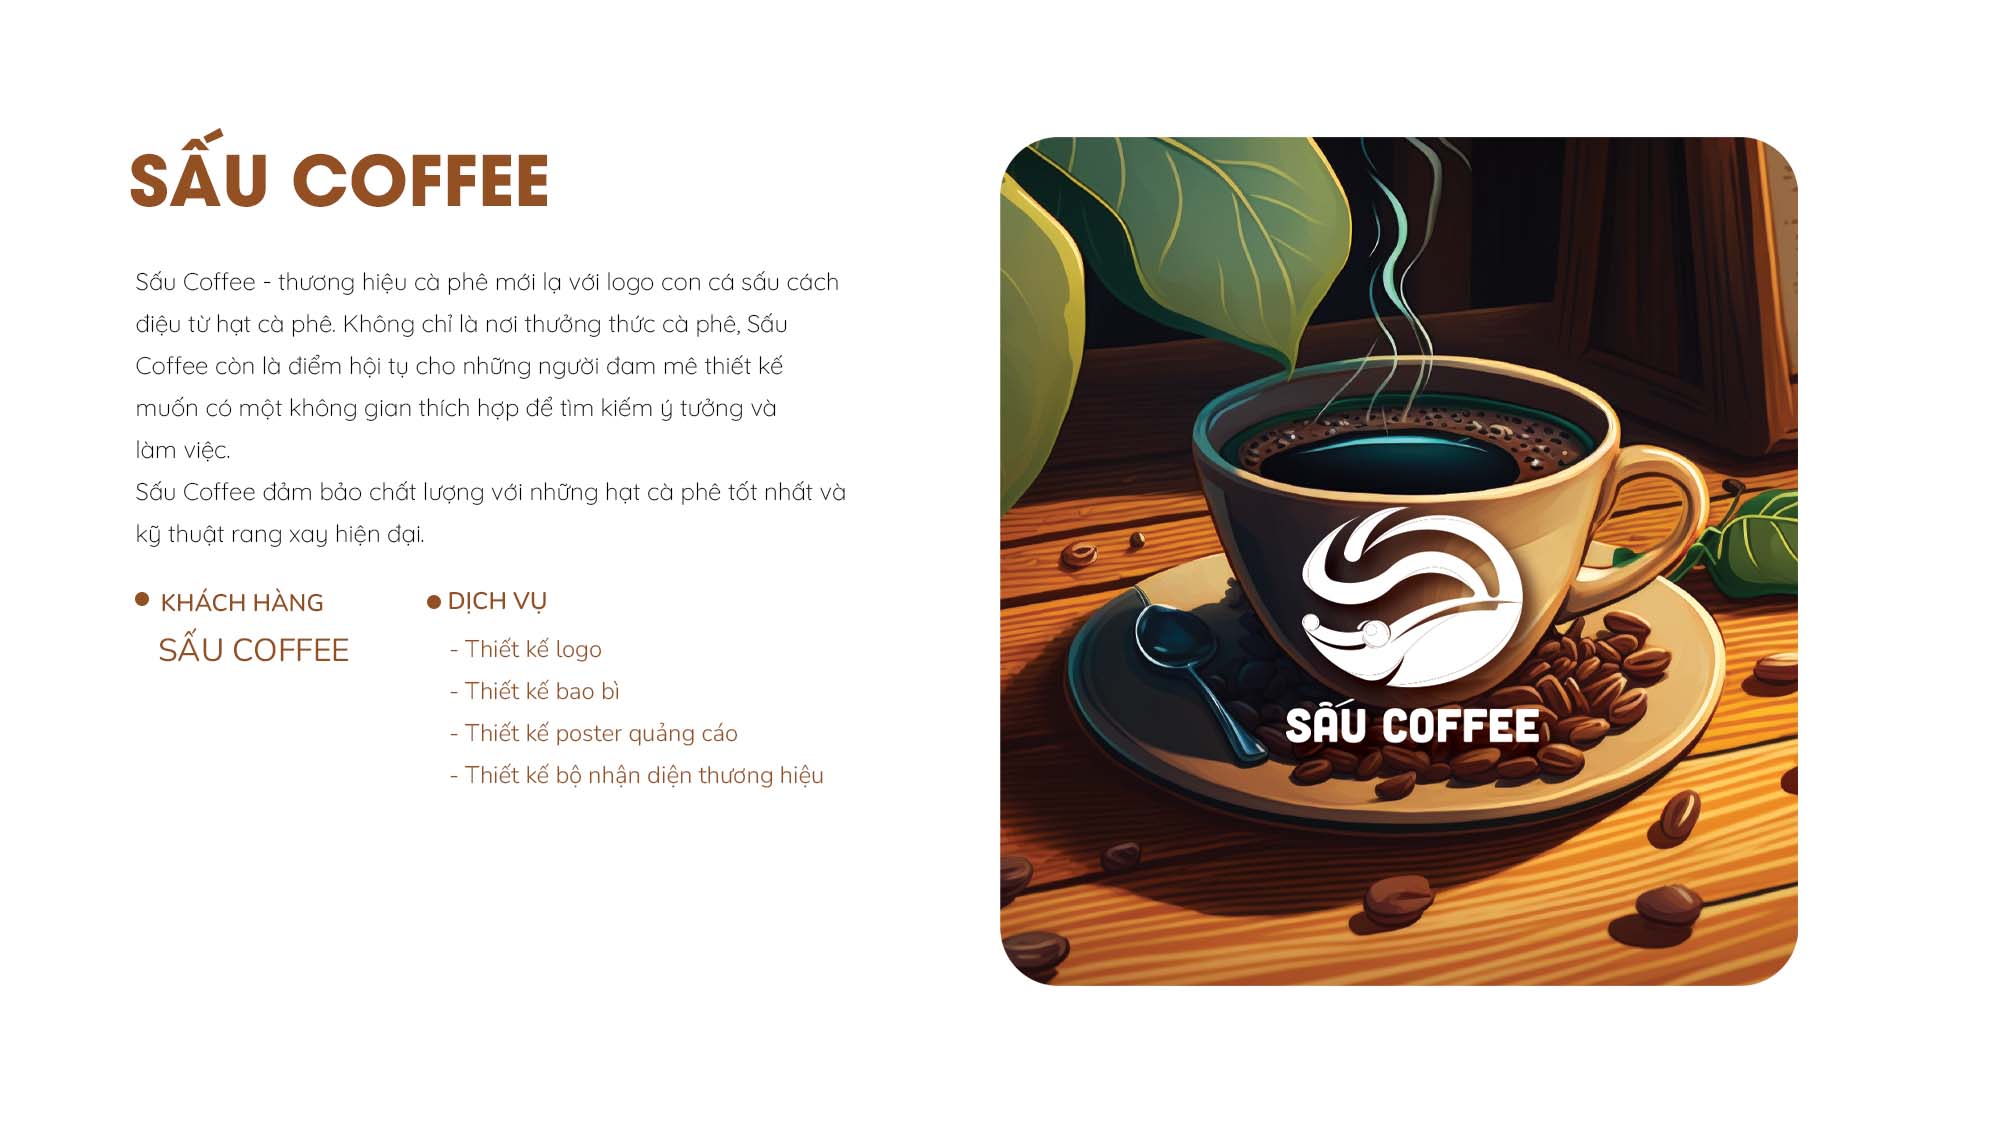 SẤU COFFEE
Sấu Coffee - thương hiệu cà phê mới lạ với logo con cá sấu cách
điệu từ hạt cà phê. Không chỉ là nơi thưởng thức cà phê, Sấu
Coffee còn là điểm hội tụ cho những người đam mê thiết kế
muốn có một không gian thích hợp để tìm kiếm ý tưởng và
làm việc.
Sấu Coffee đảm bảo chất lượng với những hạt cà phê tốt nhất và
kỹ thuật rang xay hiện đại.
KHÁCH HÀNG
SẤU COFFEE
DỊCH VỤ
- Thiết kế logo
- Thiết kế bao bì
- Thiết kế poster quảng cáo
- Thiết kế bộ nhận diện thương hiệu
SẤU COFFEE